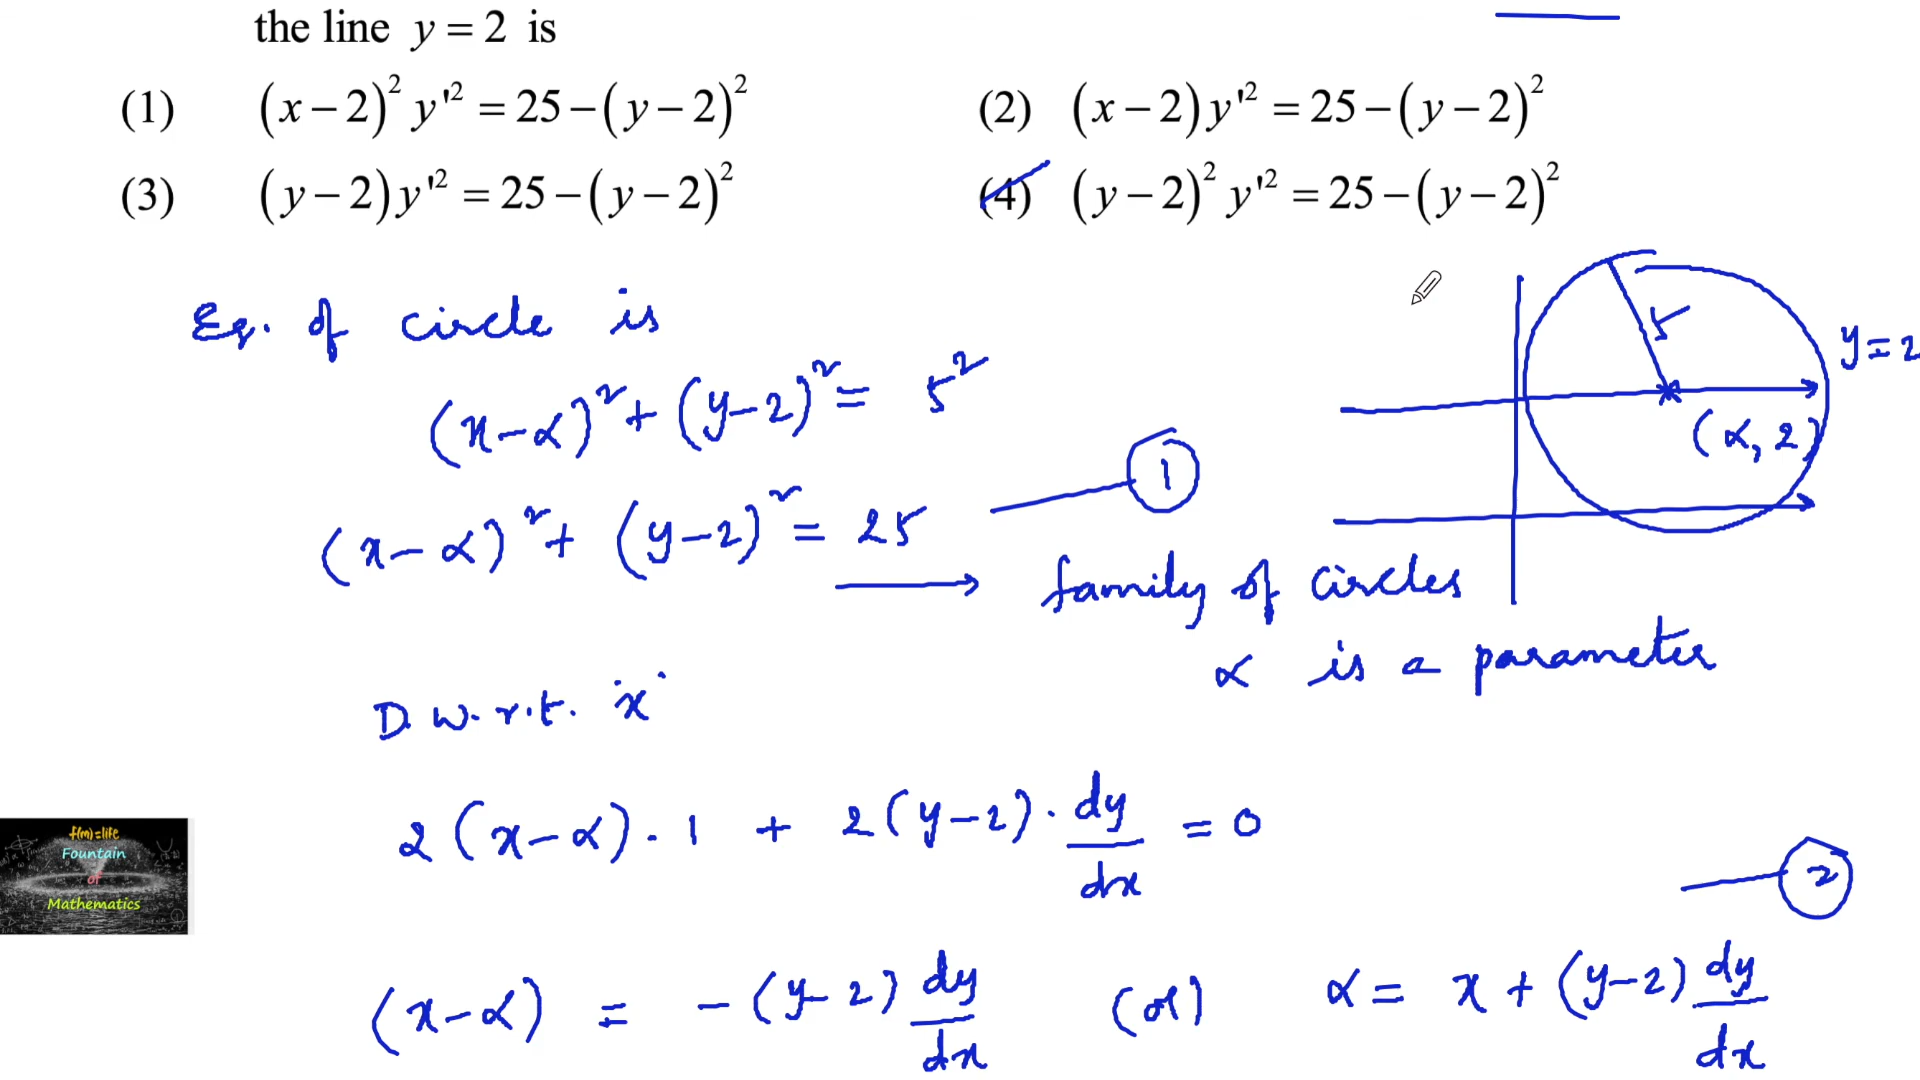 the line y = 2 is
(1) (x − 2)² y'² = 25 − (y − 2)²
(2) (x − 2) y'² = 25 − (y − 2)²
(3) (y − 2) y'² = 25 − (y − 2)²
(4) (y − 2)² y'² = 25 − (y − 2)²
Eq. of circle is
(x − α)² + (y − 2)² = 5²
1
(x − α)² + (y − 2)² = 25
family of circles
α is a parameter
y = 2
(α, 2)
D. w. r. t. 'x'
2(x − α) · 1 + 2(y − 2) · dy/dx = 0
2
(x − α) = − (y − 2) dy/dx (or) α = x + (y − 2) dy/dx
f(m)=life
Fountain
of
Mathematics